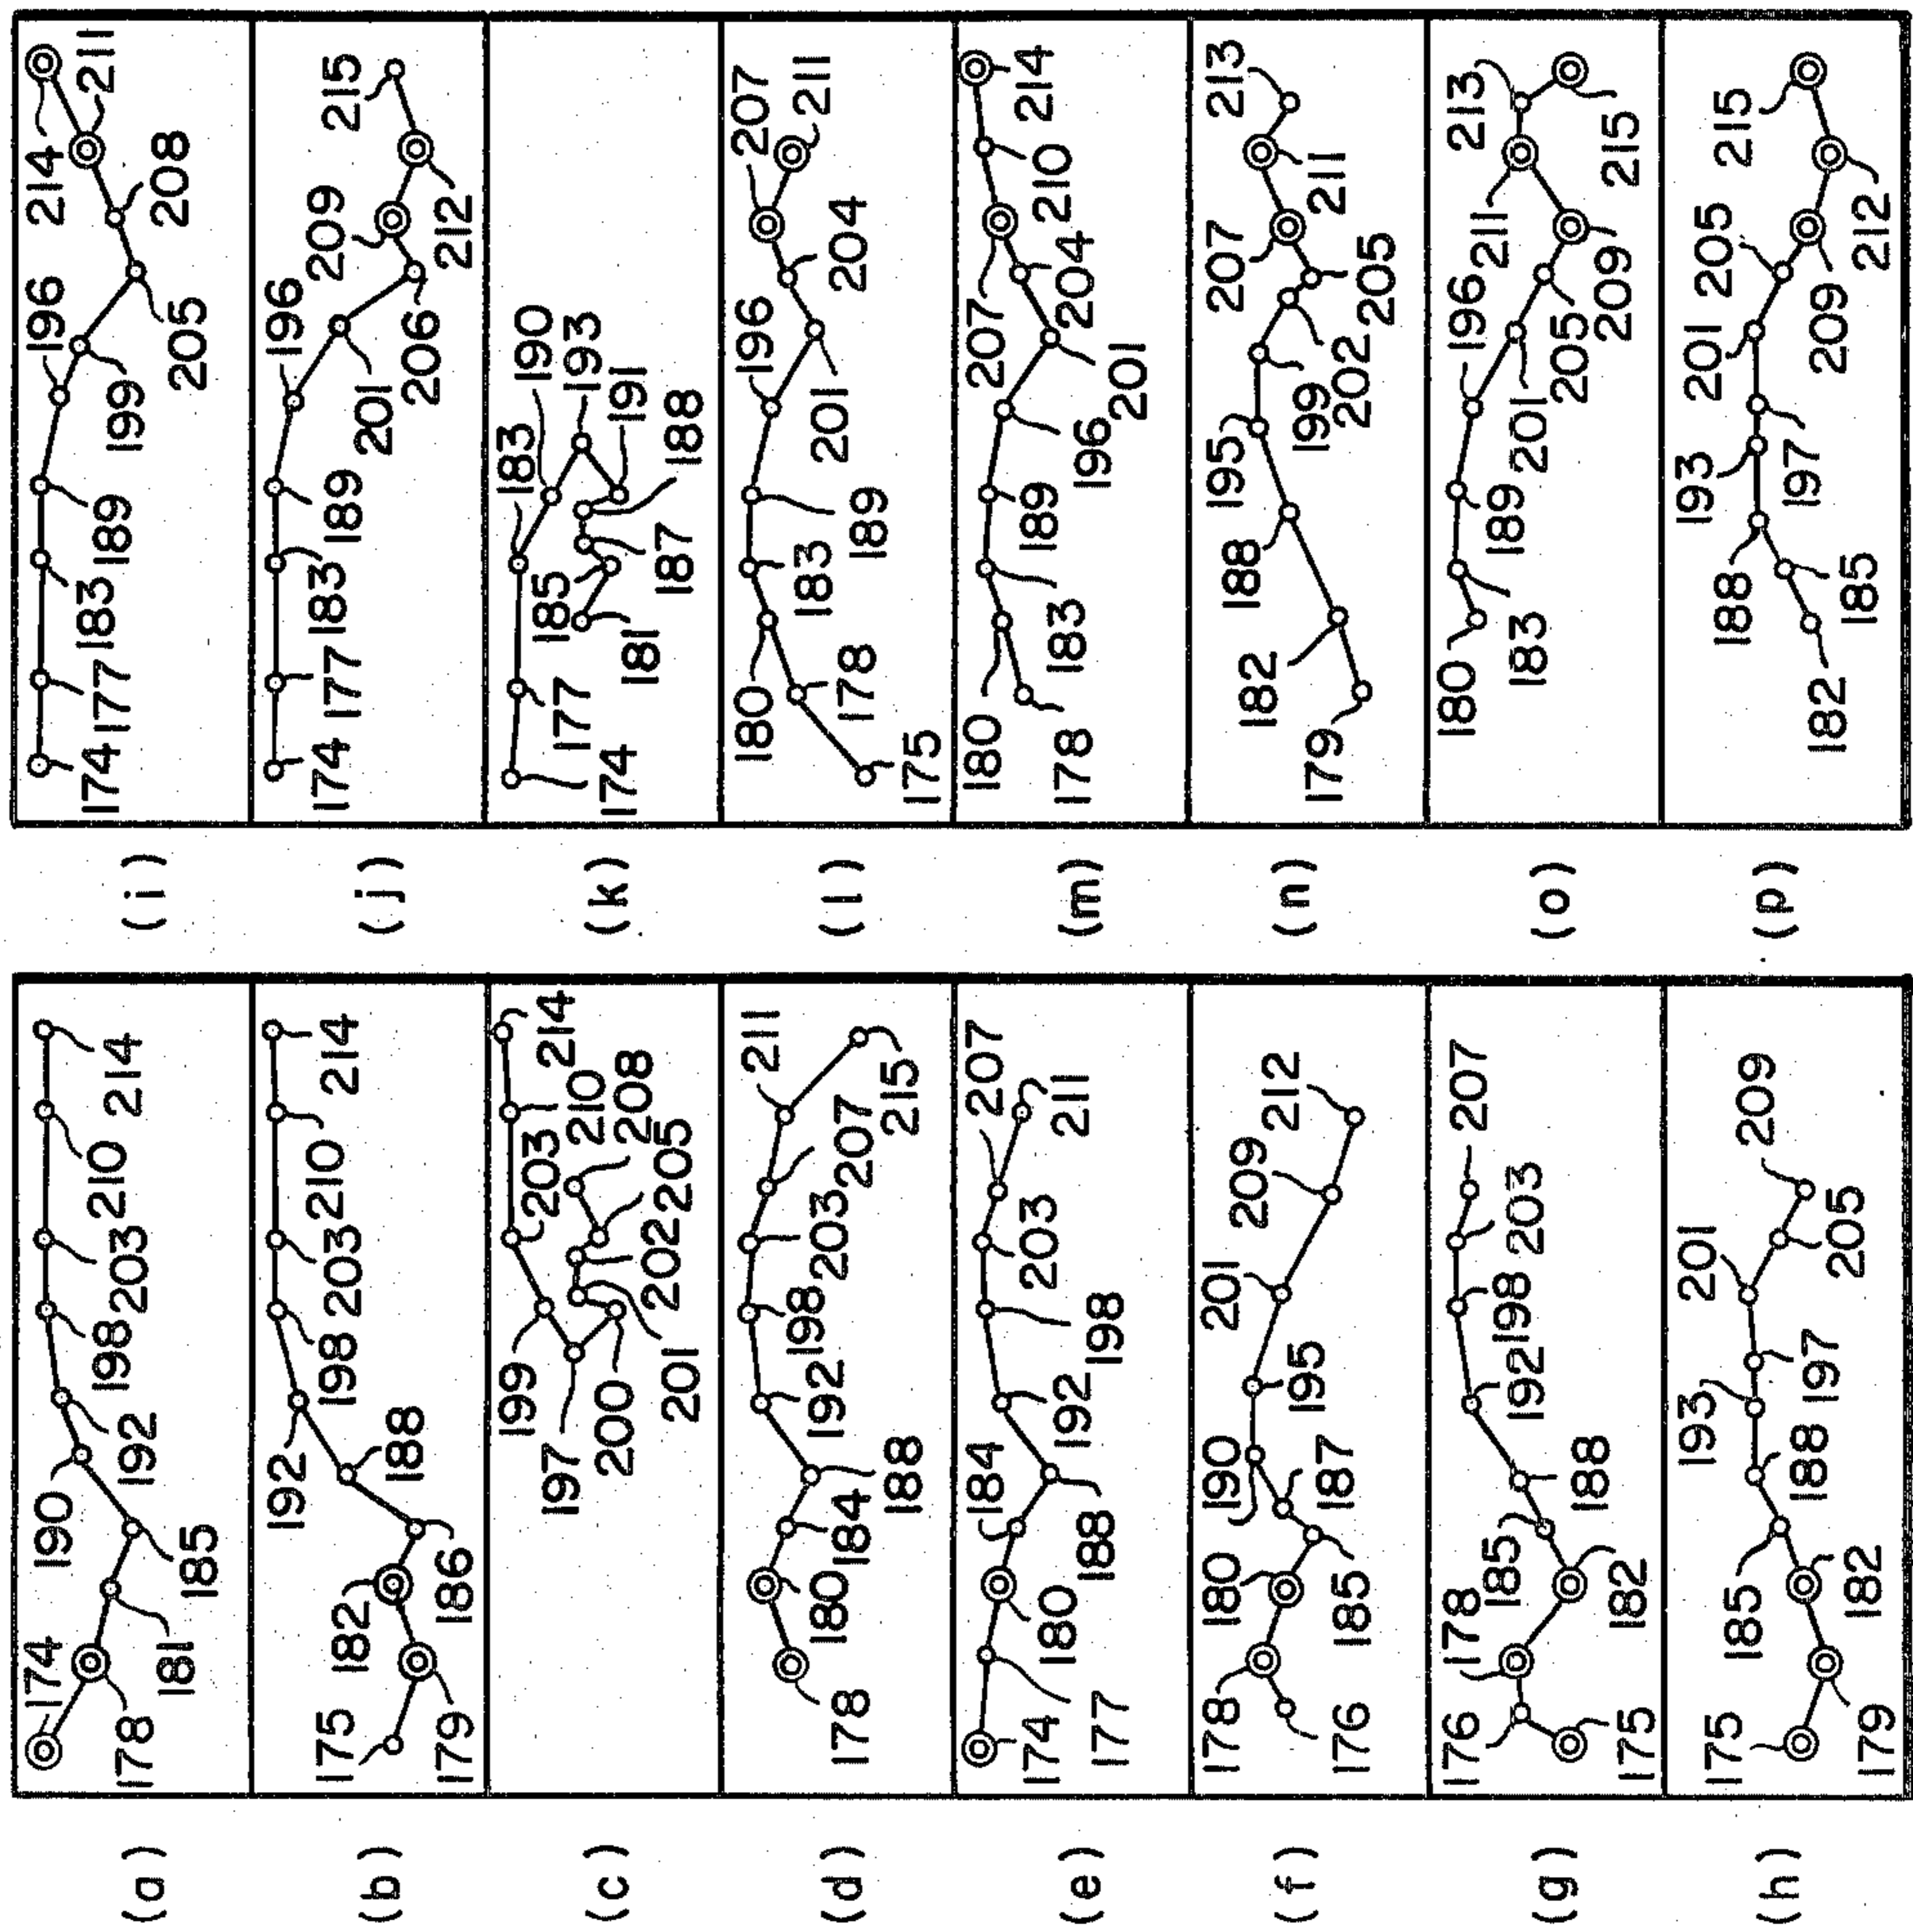 (a)
174 178 181 185 190 192 198 203 210 214
(b)
175 179 182 186 188 192 198 203 210 214
(c)
197 199 200 201 202 203 205 208 210 214
(d)
178 180 184 188 192 198 203 207 211 215
(e)
174 177 180 184 188 192 198 203 207 211
(f)
176 178 180 185 187 190 195 201 209 212
(g)
175 176 178 182 185 188 192 198 203 207
(h)
175 179 182 185 188 193 197 201 205 209
(i)
174 177 183 189 196 199 205 208 211 214
(j)
174 177 183 189 196 201 206 209 212 215
(k)
174 177 181 183 185 187 188 190 191 193
(l)
175 178 180 183 189 196 201 204 207 211
(m)
178 180 183 189 196 201 204 207 210 214
(n)
179 182 188 195 199 202 205 207 211 213
(o)
180 183 189 196 201 205 209 211 213 215
(p)
182 185 188 193 197 201 205 209 212 215